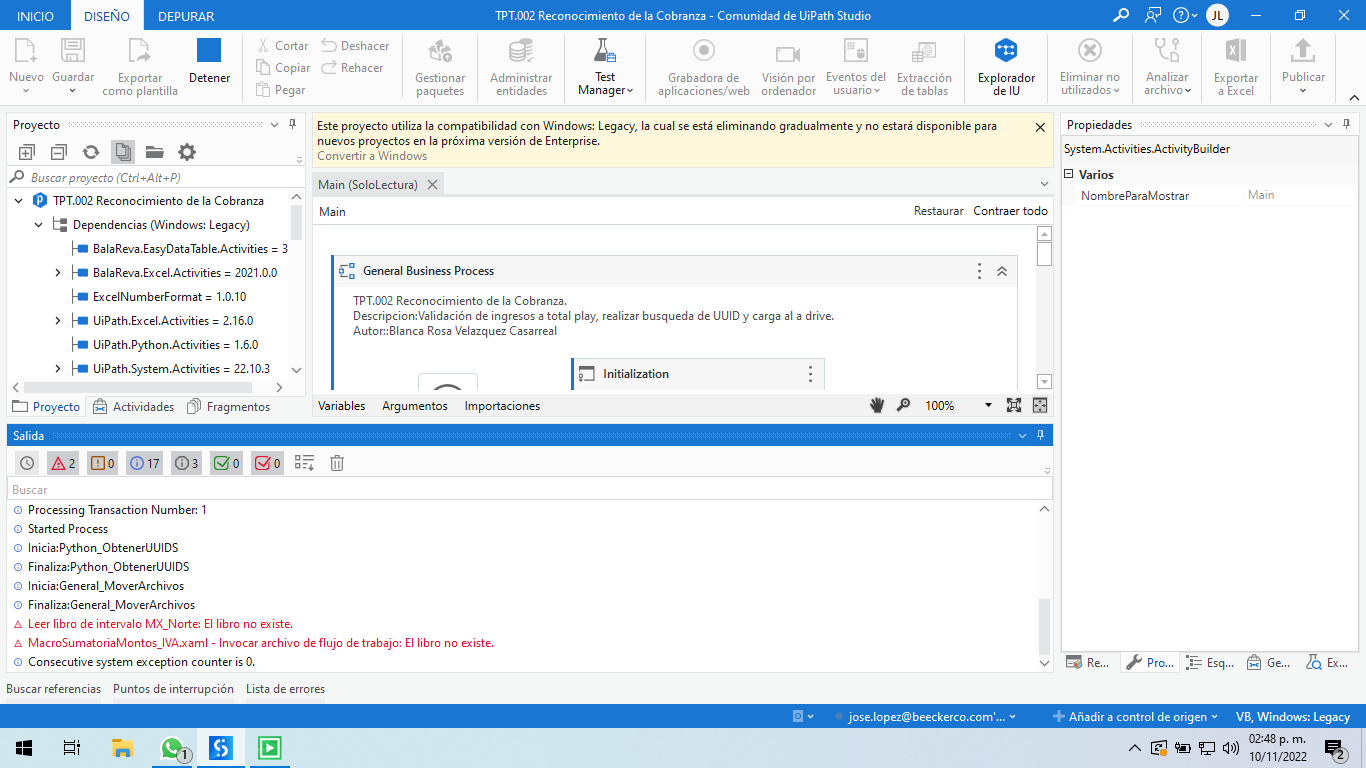 INICIO DISEÑO DEPURAR TPT.002 Reconocimiento de la Cobranza - Comunidad de UiPath Studio JL
Nuevo Guardar Exportar como plantilla Detener Cortar Copiar Pegar Deshacer Rehacer Gestionar paquetes Administrar entidades Test Manager Grabadora de aplicaciones/web Visión por ordenador Eventos del usuario Extracción de tablas Explorador de IU Eliminar no utilizados Analizar archivo Exportar a Excel Publicar
Proyecto
Buscar proyecto (Ctrl+Alt+P)
TPT.002 Reconocimiento de la Cobranza
Dependencias (Windows: Legacy)
BalaReva.EasyDataTable.Activities = 3
BalaReva.Excel.Activities = 2021.0.0
ExcelNumberFormat = 1.0.10
UiPath.Excel.Activities = 2.16.0
UiPath.Python.Activities = 1.6.0
UiPath.System.Activities = 22.10.3
Proyecto Actividades Fragmentos
Este proyecto utiliza la compatibilidad con Windows: Legacy, la cual se está eliminando gradualmente y no estará disponible para
nuevos proyectos en la próxima versión de Enterprise.
Convertir a Windows
Main (SoloLectura)
Main Restaurar Contraer todo
General Business Process
TPT.002 Reconocimiento de la Cobranza.
Descripcion:Validación de ingresos a total play, realizar busqueda de UUID y carga al a drive.
Autor::Blanca Rosa Velazquez Casarreal
Initialization
Variables Argumentos Importaciones 100%
Propiedades
System.Activities.ActivityBuilder
Varios
NombreParaMostrar Main
Re... Pro... Esq... Ge... Ex...
Salida
2 0 17 3 0 0
Buscar
Processing Transaction Number: 1
Started Process
Inicia:Python_ObtenerUUIDS
Finaliza:Python_ObtenerUUIDS
Inicia:General_MoverArchivos
Finaliza:General_MoverArchivos
Leer libro de intervalo MX_Norte: El libro no existe.
MacroSumatoriaMontos_IVA.xaml - Invocar archivo de flujo de trabajo: El libro no existe.
Consecutive system exception counter is 0.
Buscar referencias Puntos de interrupción Lista de errores
jose.lopez@beeckerco.com'... Añadir a control de origen VB, Windows: Legacy
1 02:48 p. m.
10/11/2022 2